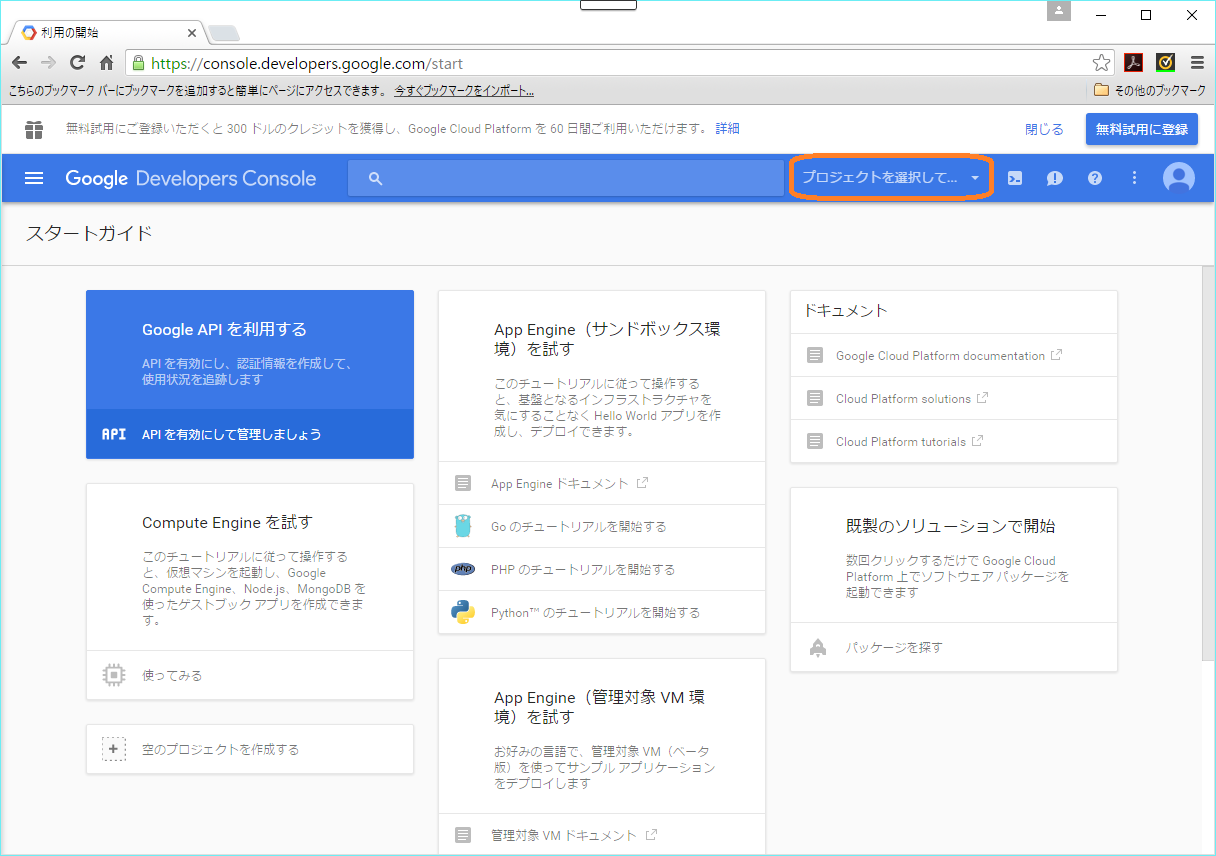 利用の開始
https://console.developers.google.com/start
こちらのブックマーク バーにブックマークを追加すると簡単にページにアクセスできます。 今すぐブックマークをインポート... その他のブックマーク
無料試用にご登録いただくと 300 ドルのクレジットを獲得し、Google Cloud Platform を 60 日間ご利用いただけます。 詳細 閉じる 無料試用に登録
Google Developers Console プロジェクトを選択して...
スタートガイド
Google API を利用する
API を有効にし、認証情報を作成して、
使用状況を追跡します
API API を有効にして管理しましょう
Compute Engine を試す
このチュートリアルに従って操作する
と、仮想マシンを起動し、Google
Compute Engine、Node.js、MongoDB を
使ったゲストブック アプリを作成できま
す。
使ってみる
空のプロジェクトを作成する
App Engine（サンドボックス環
境）を試す
このチュートリアルに従って操作する
と、基盤となるインフラストラクチャを
気にすることなく Hello World アプリを作
成し、デプロイできます。
App Engine ドキュメント
Go のチュートリアルを開始する
php PHP のチュートリアルを開始する
Python™ のチュートリアルを開始する
App Engine（管理対象 VM 環
境）を試す
お好みの言語で、管理対象 VM（ベータ
版）を使ってサンプル アプリケーション
をデプロイします
管理対象 VM ドキュメント
ドキュメント
Google Cloud Platform documentation
Cloud Platform solutions
Cloud Platform tutorials
既製のソリューションで開始
数回クリックするだけで Google Cloud
Platform 上でソフトウェア パッケージを
起動できます
パッケージを探す